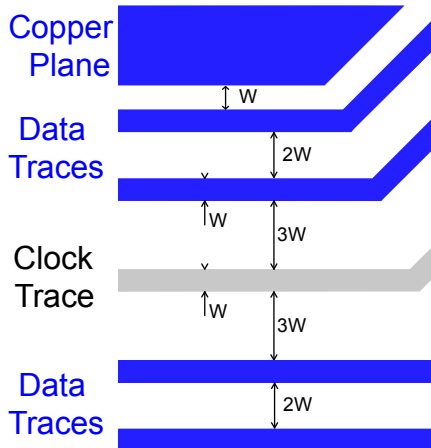 Copper
Plane
W
Data
Traces
2W
W
3W
Clock
Trace
W
3W
Data
Traces
2W